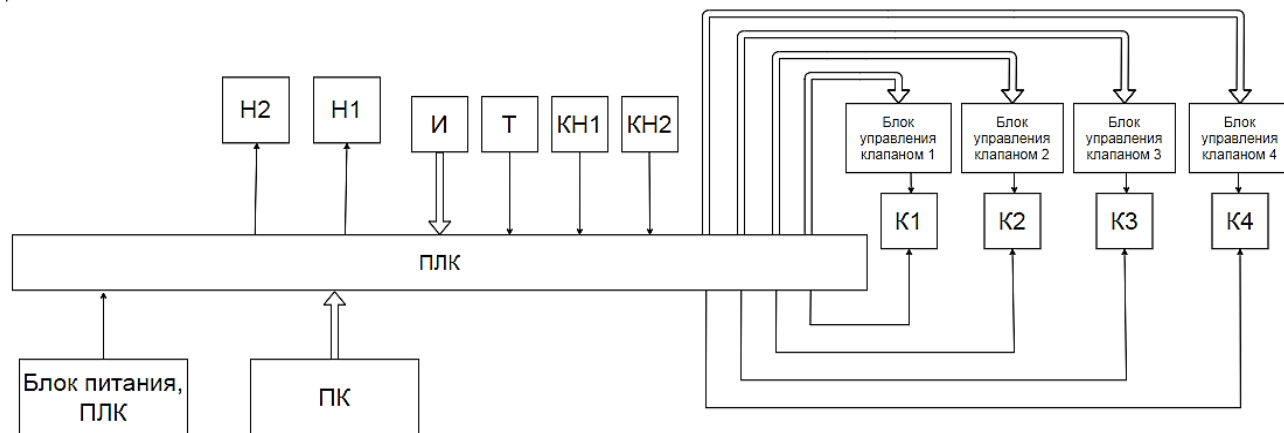 Н2
Н1
И
Т
КН1
КН2
Блок
управления
клапаном 1
Блок
управления
клапаном 2
Блок
управления
клапаном 3
Блок
управления
клапаном 4
К1
К2
К3
К4
ПЛК
Блок питания,
ПЛК
ПК